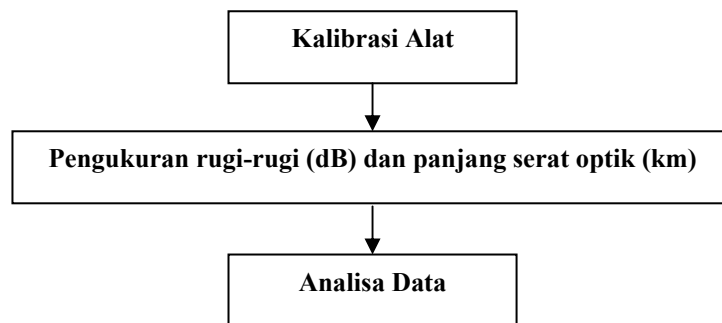 Kalibrasi Alat
Pengukuran rugi-rugi (dB) dan panjang serat optik (km)
Analisa Data